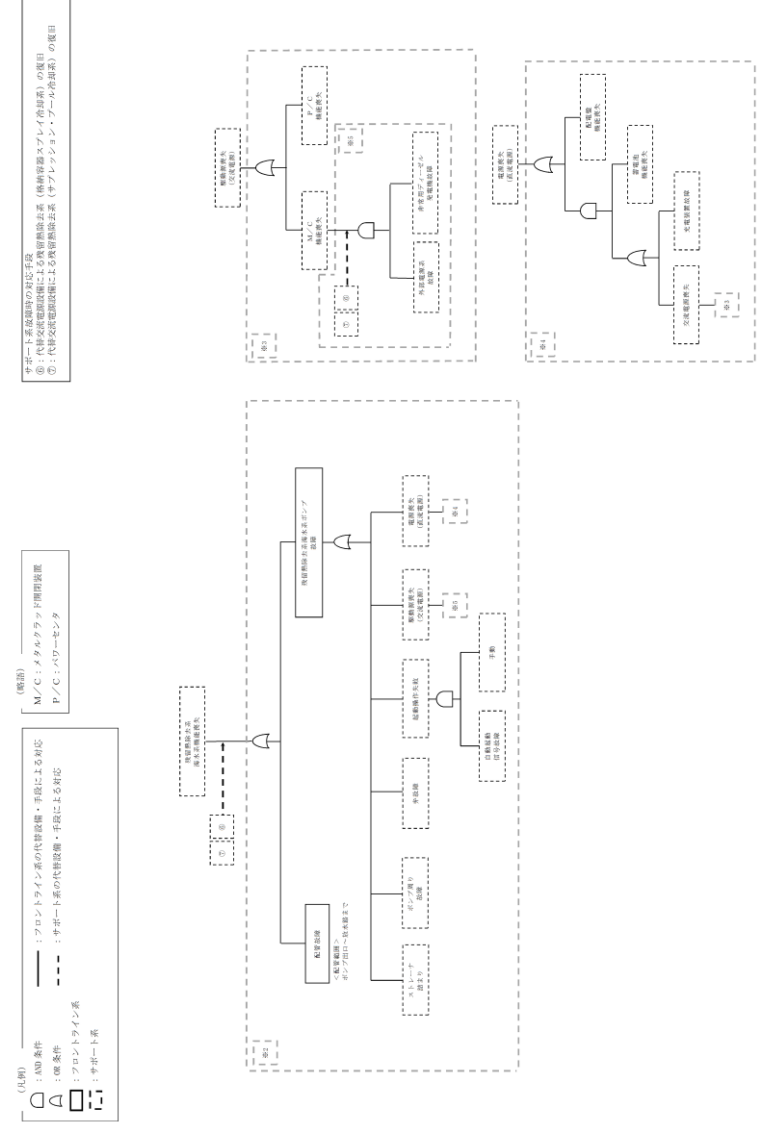 (凡例)
：AND 条件
：OR 条件
：フロントライン系
：サポート系
：フロントライン系の代替設備・手段による対応
：サポート系の代替設備・手段による対応
(略語)
M／C：メタルクラッド開閉装置
P／C：パワーセンタ
サポート系故障時の対応手段
⑥：代替交流電源設備による残留熱除去系（格納容器スプレイ冷却系）の復旧
⑦：代替交流電源設備による残留熱除去系（サプレッション・プール冷却系）の復旧
残留熱除去系
海水系機能喪失
⑦
⑥
※2
配管故障
＜配管範囲＞
ポンプ出口～放水路まで
残留熱除去系海水系ポンプ
故障
ストレーナ
詰まり
ポンプ周り
故障
弁故障
起動操作失敗
駆動源喪失
(交流電源)
電源喪失
(直流電源)
※3
※4
自動起動
信号故障
手動
駆動源喪失
(交流電源)
※3
M／C
機能喪失
P／C
機能喪失
⑦
⑥
※5
外部電源系
故障
非常用ディーゼル
発電機故障
電源喪失
(直流電源)
※4
配電盤
機能喪失
蓄電池
機能喪失
交流電源喪失
充電装置故障